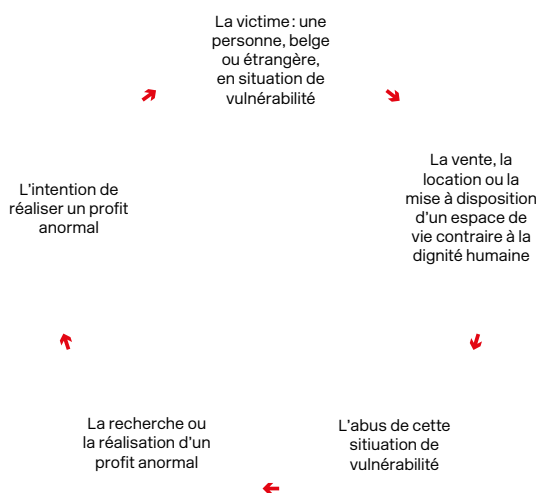 La victime : une
personne, belge
ou étrangère,
en situation de
vulnérabilité
La vente, la
location ou la
mise à disposition
d'un espace de
vie contraire à la
dignité humaine
L'abus de cette
sitiuation de
vulnérabilité
La recherche ou
la réalisation d'un
profit anormal
L'intention de
réaliser un profit
anormal